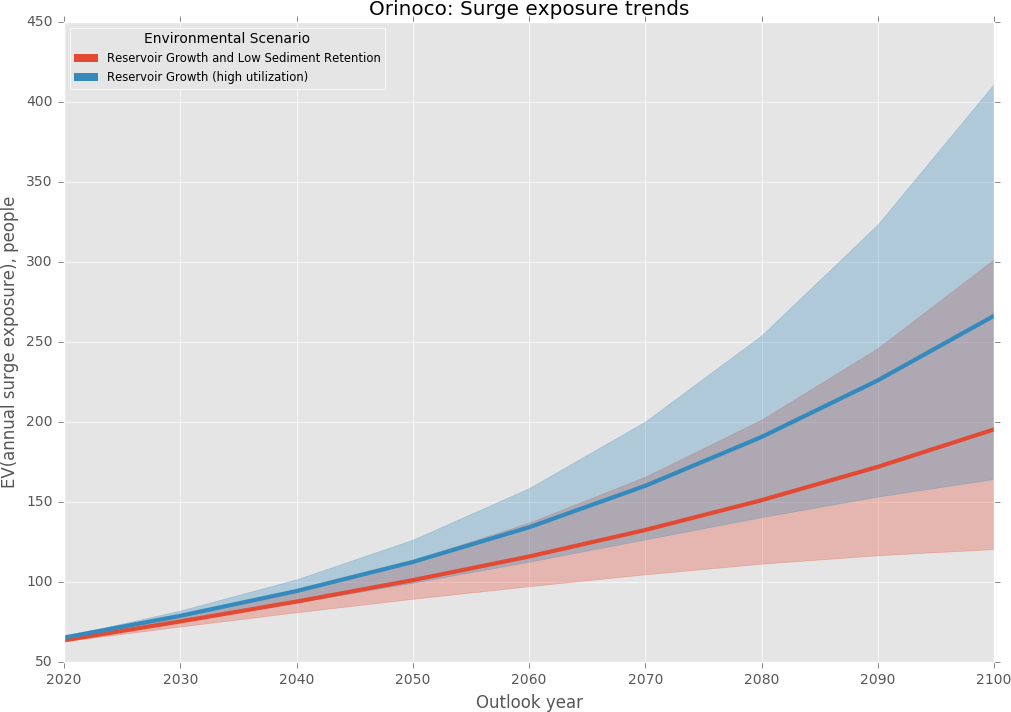 Orinoco: Surge exposure trends
Environmental Scenario
Reservoir Growth and Low Sediment Retention
Reservoir Growth (high utilization)
EV(annual surge exposure), people
450
400
350
300
250
200
150
100
50
2020 2030 2040 2050 2060 2070 2080 2090 2100
Outlook year